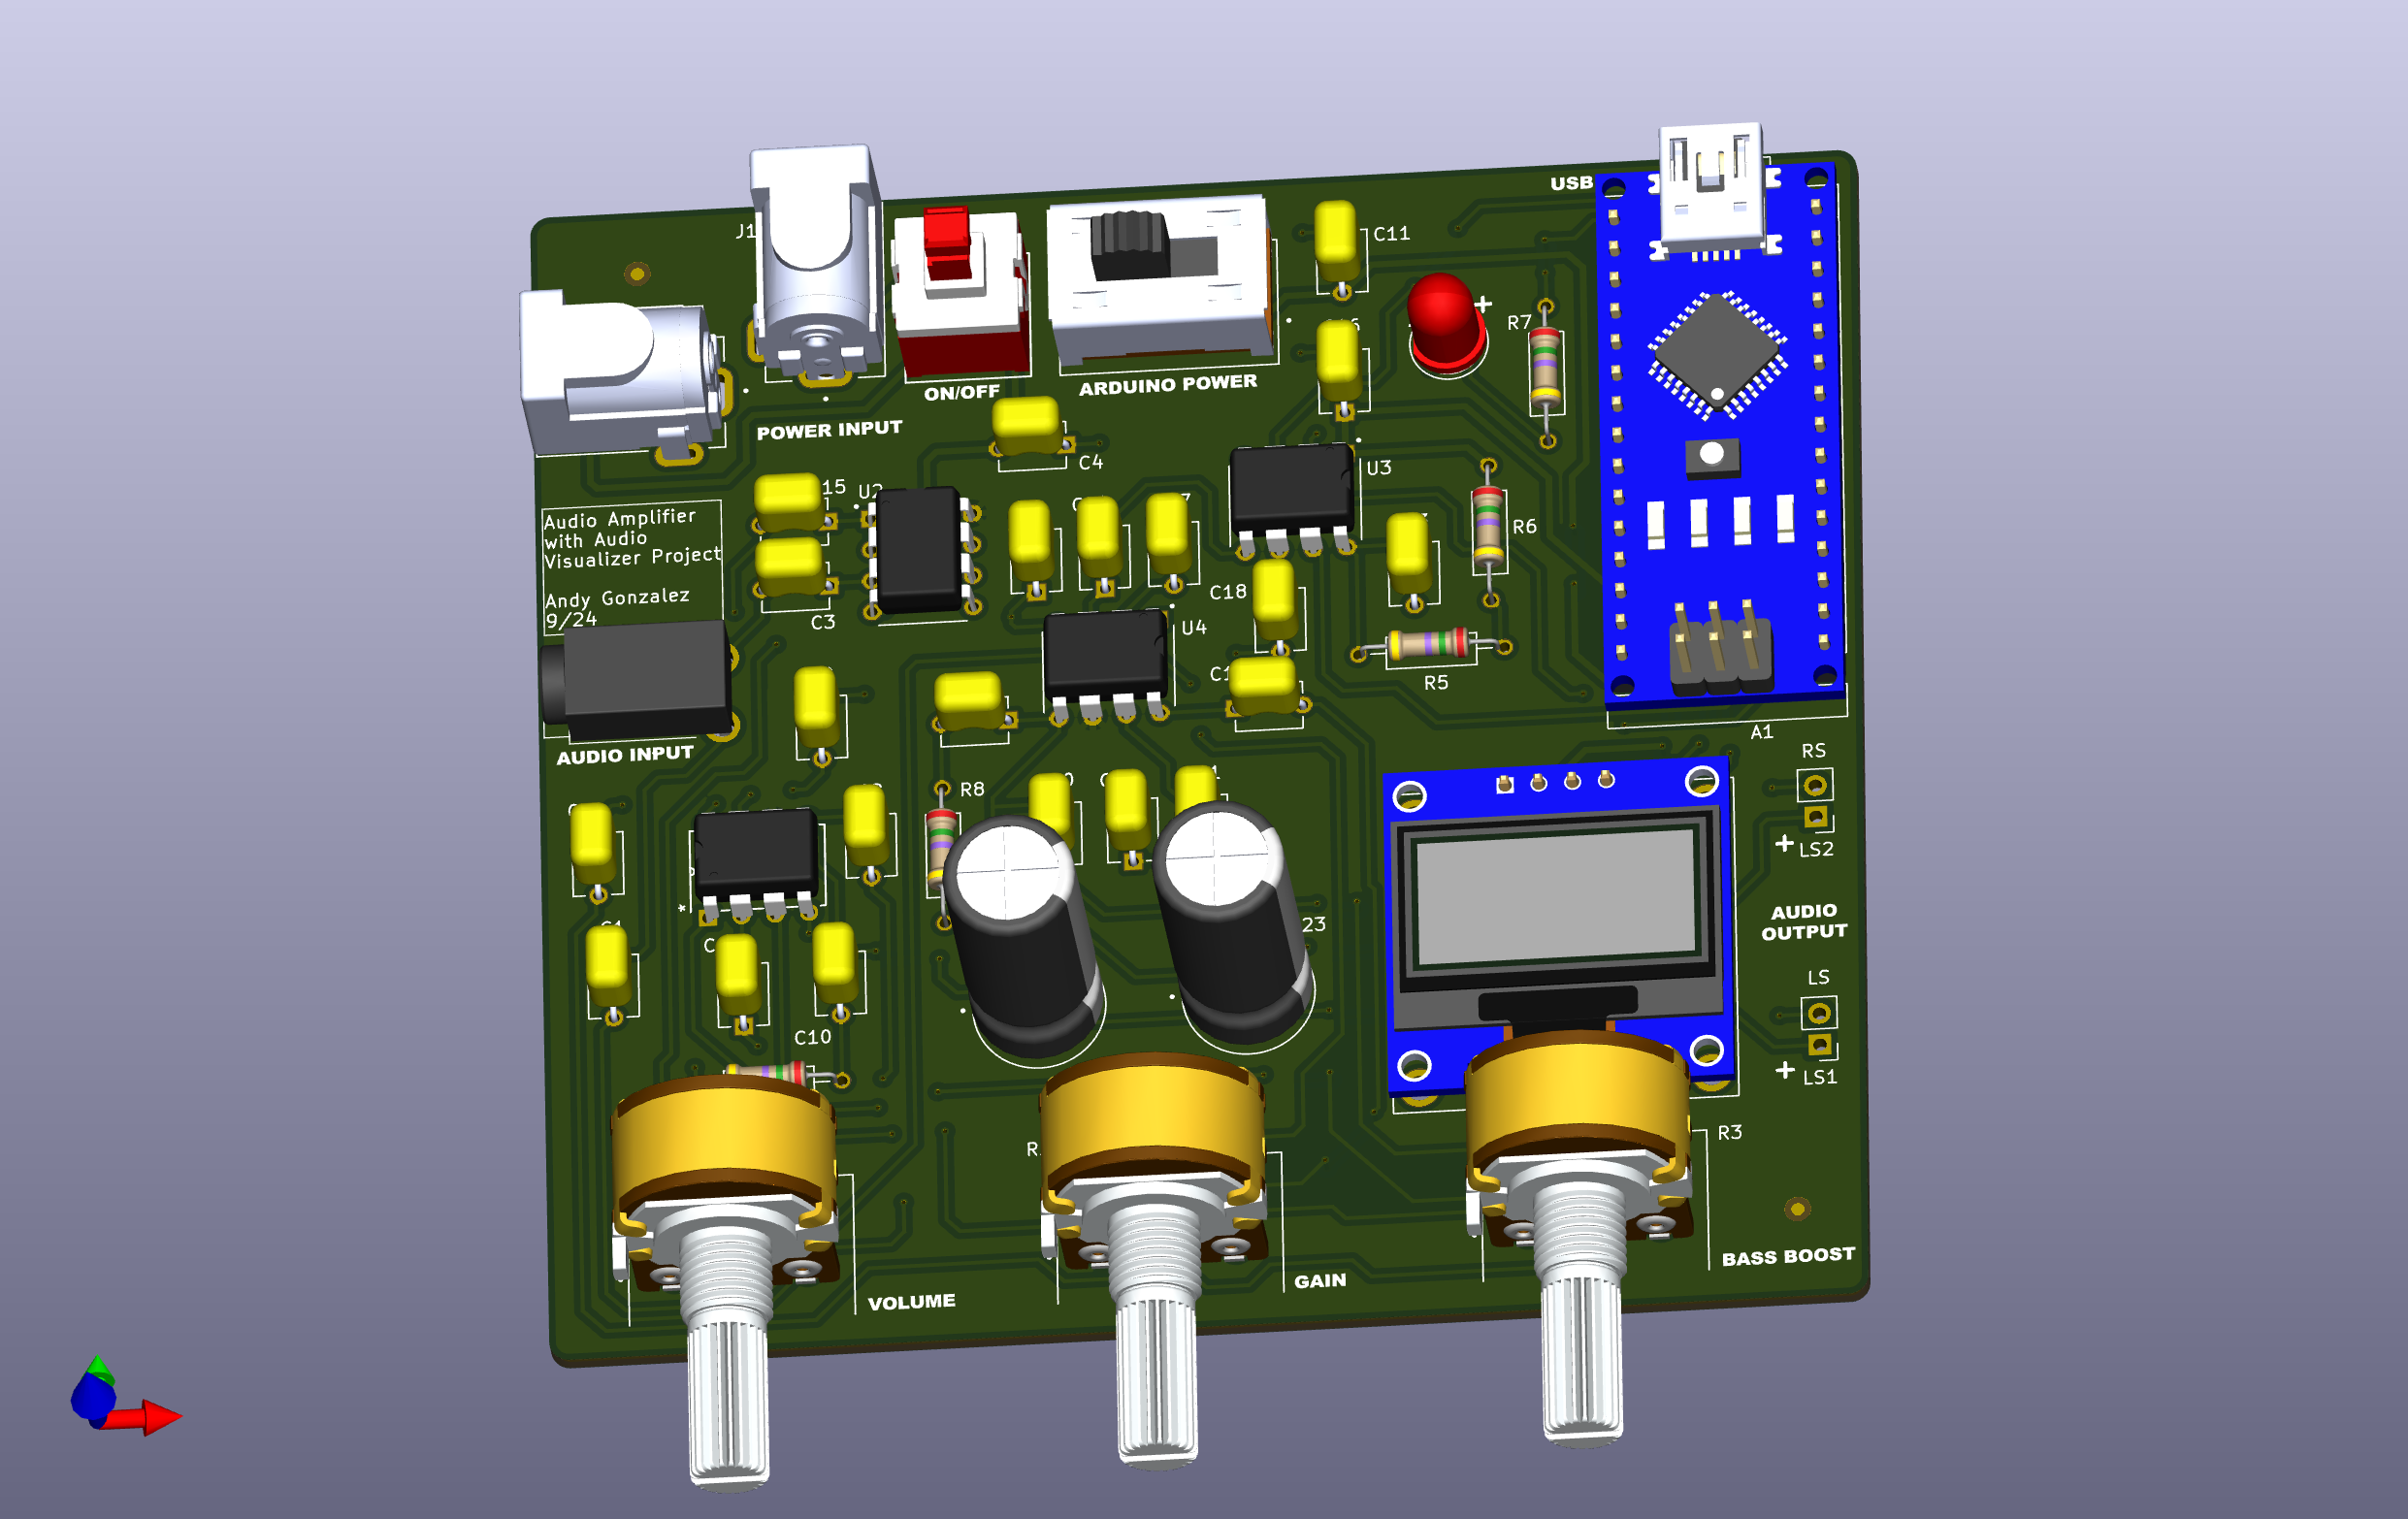 USB
J1
C11
R7
ON/OFF
ARDUINO POWER
POWER INPUT
C4
U3
15
U2
R6
Audio Amplifier
with Audio
Visualizer Project
Andy Gonzalez
9/24
C3
C18
U4
R5
A1
AUDIO INPUT
RS
R8
LS2
AUDIO
OUTPUT
23
LS
C10
LS1
R3
BASS BOOST
GAIN
VOLUME